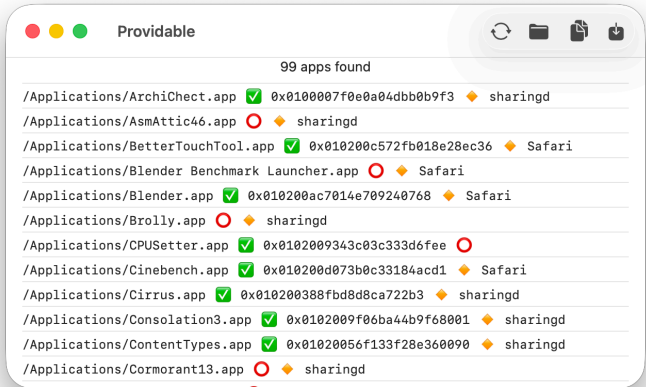 Providable
99 apps found
/Applications/ArchiChect.app ✅ 0x0100007f0e0a04dbb0b9f3 🔸 sharingd
/Applications/AsmAttic46.app ⭕ 🔸 sharingd
/Applications/BetterTouchTool.app ✅ 0x010200c572fb018e28ec36 🔸 Safari
/Applications/Blender Benchmark Launcher.app ⭕ 🔸 Safari
/Applications/Blender.app ✅ 0x010200ac7014e709240768 🔸 Safari
/Applications/Brolly.app ⭕ 🔸 sharingd
/Applications/CPUSetter.app ✅ 0x0102009343c03c333d6fee ⭕
/Applications/Cinebench.app ✅ 0x010200d073b0c33184acd1 🔸 Safari
/Applications/Cirrus.app ✅ 0x010200388fbd8d8ca722b3 🔸 sharingd
/Applications/Consolation3.app ✅ 0x0102009f06ba44b9f68001 🔸 sharingd
/Applications/ContentTypes.app ✅ 0x01020056f133f28e360090 🔸 sharingd
/Applications/Cormorant13.app ⭕ 🔸 sharingd